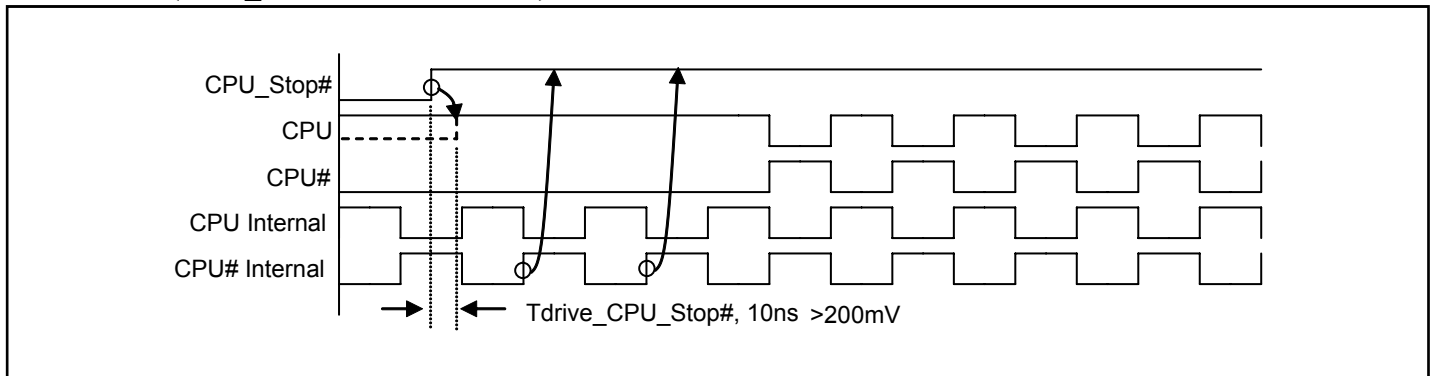 CPU_Stop#
CPU
CPU#
CPU Internal
CPU# Internal
Tdrive_CPU_Stop#, 10ns >200mV